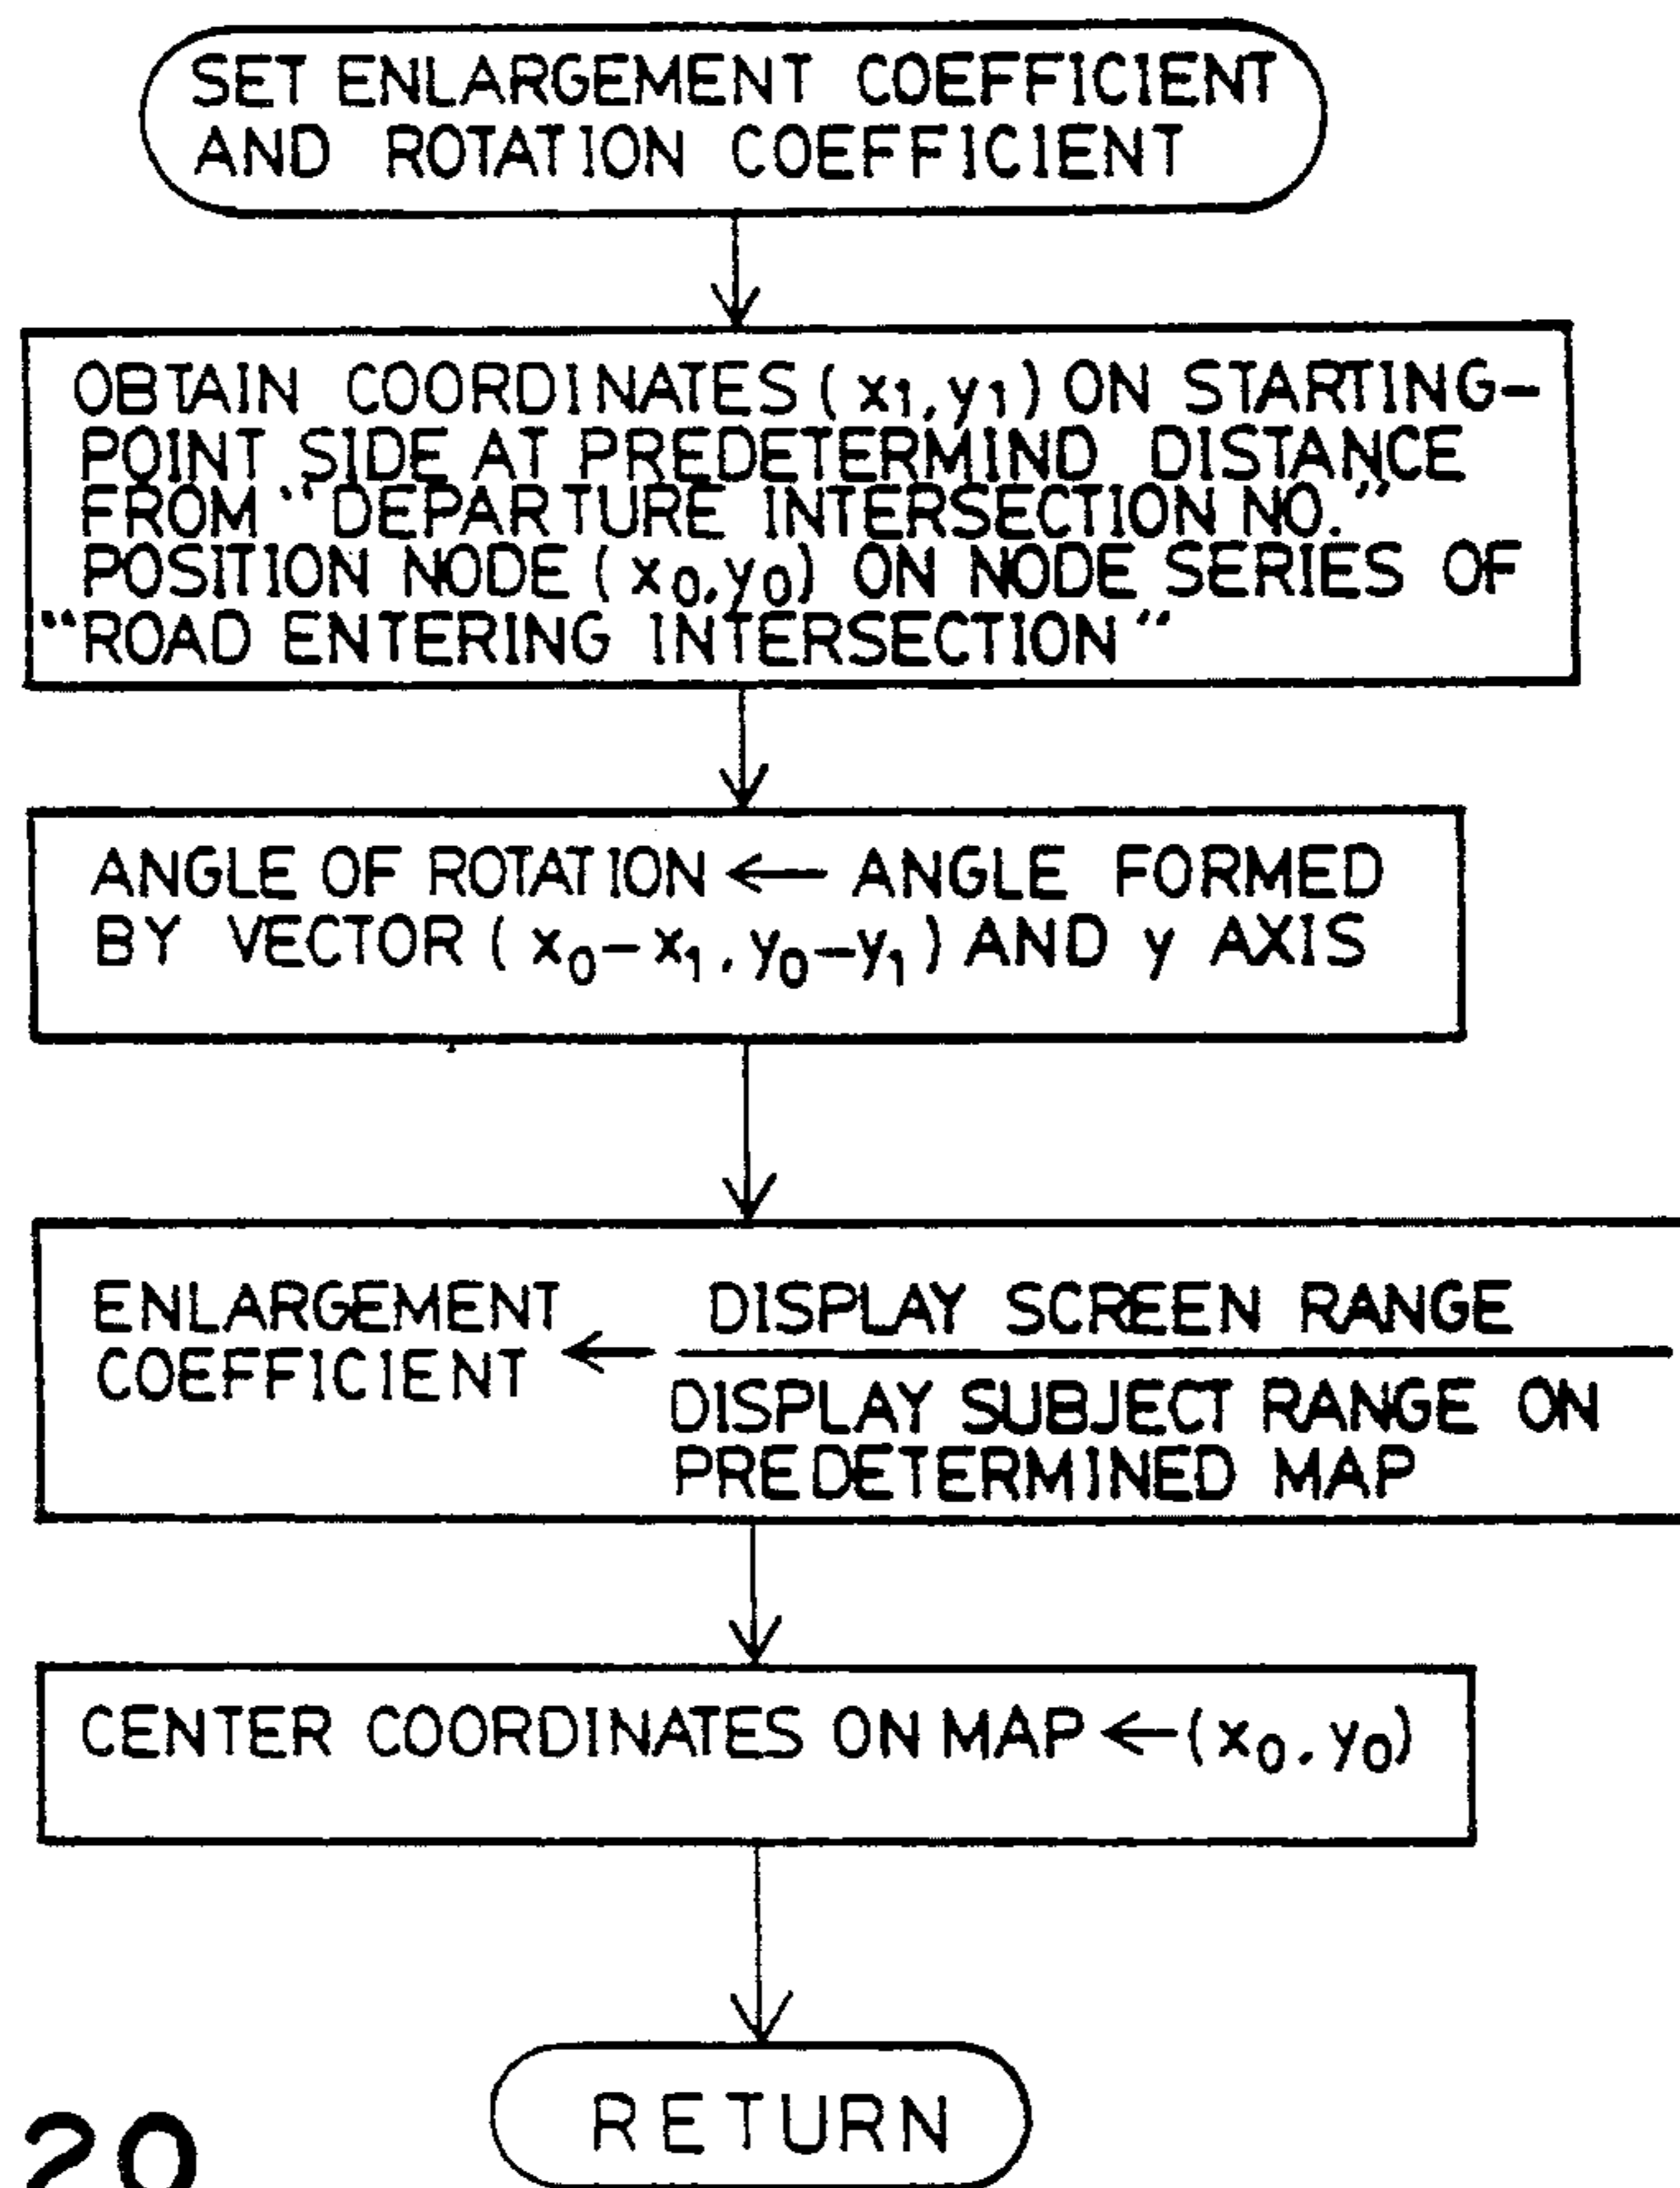 SET ENLARGEMENT COEFFICIENT
AND ROTATION COEFFICIENT
OBTAIN COORDINATES (x₁,y₁) ON STARTING-
POINT SIDE AT PREDETERMIND DISTANCE
FROM "DEPARTURE INTERSECTION NO."
POSITION NODE (x₀,y₀) ON NODE SERIES OF
"ROAD ENTERING INTERSECTION"
ANGLE OF ROTATION ← ANGLE FORMED
BY VECTOR (x₀−x₁, y₀−y₁) AND y AXIS
ENLARGEMENT
COEFFICIENT ←
DISPLAY SCREEN RANGE
DISPLAY SUBJECT RANGE ON
PREDETERMINED MAP
CENTER COORDINATES ON MAP ← (x₀, y₀)
RETURN
20